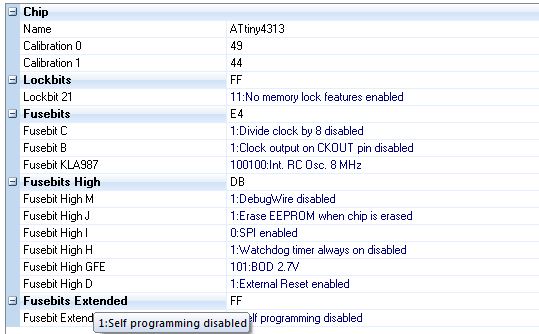 Chip
Name ATtiny4313
Calibration 0 49
Calibration 1 44
Lockbits FF
Lockbit 21 11:No memory lock features enabled
Fusebits E4
Fusebit C 1:Divide clock by 8 disabled
Fusebit B 1:Clock output on CKOUT pin disabled
Fusebit KLA987 100100:Int. RC Osc. 8 MHz
Fusebits High DB
Fusebit High M 1:DebugWire disabled
Fusebit High J 1:Erase EEPROM when chip is erased
Fusebit High I 0:SPI enabled
Fusebit High H 1:Watchdog timer always on disabled
Fusebit High GFE 101:BOD 2.7V
Fusebit High D 1:External Reset enabled
Fusebits Extended FF
Fusebit Extend 1:Self programming disabled elf programming disabled